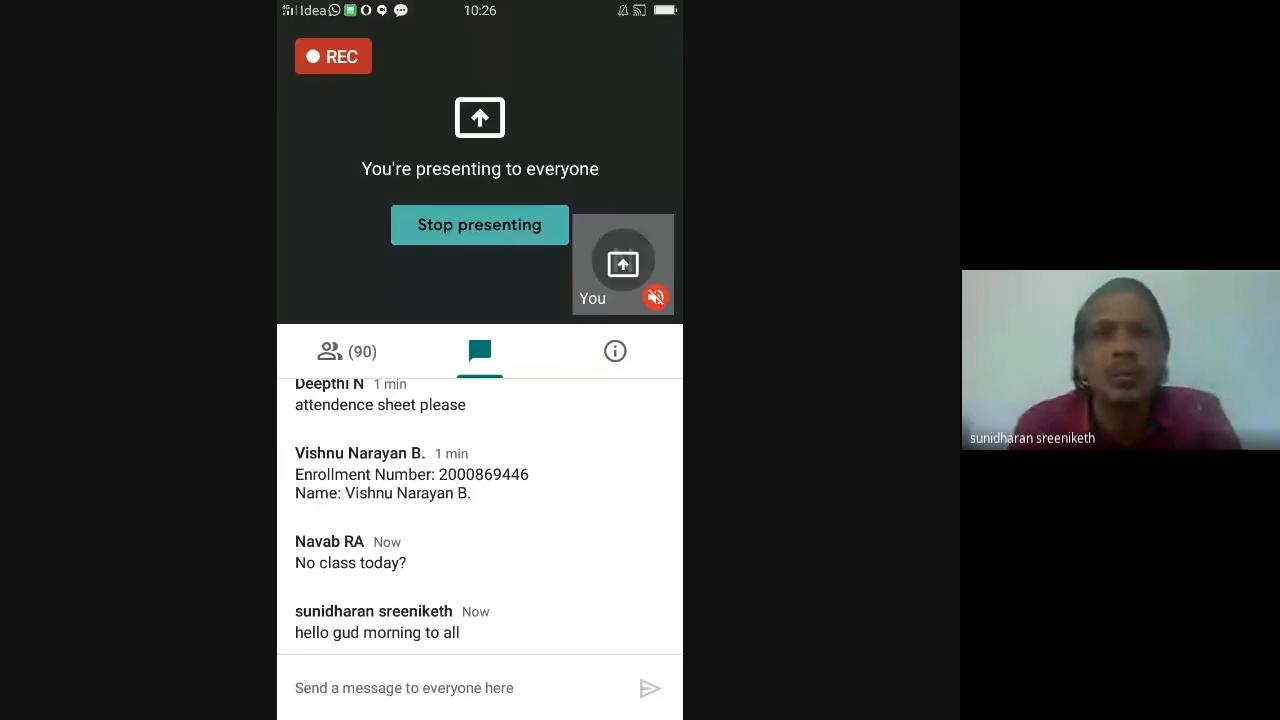 4G Idea 10:26
REC
You're presenting to everyone
Stop presenting
You
(90)
Deepthi N 1 min
attendence sheet please
Vishnu Narayan B. 1 min
Enrollment Number: 2000869446
Name: Vishnu Narayan B.
Navab RA Now
No class today?
sunidharan sreeniketh Now
hello gud morning to all
Send a message to everyone here
sunidharan sreeniketh